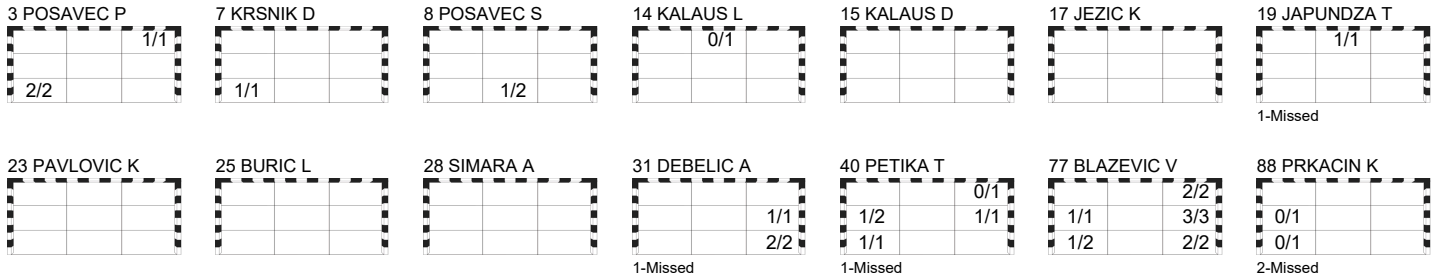 3 POSAVEC P 7 KRSNIK D 8 POSAVEC S 14 KALAUS L 15 KALAUS D 17 JEZIC K 19 JAPUNDZA T
1/1 0/1 1/1
2/2 1/1 1/2
1-Missed
23 PAVLOVIC K 25 BURIC L 28 SIMARA A 31 DEBELIC A 40 PETIKA T 77 BLAZEVIC V 88 PRKACIN K
0/1 2/2
1/1 1/2 1/1 1/1 3/3 0/1
2/2 1/1 1/2 2/2 0/1
1-Missed 1-Missed 2-Missed